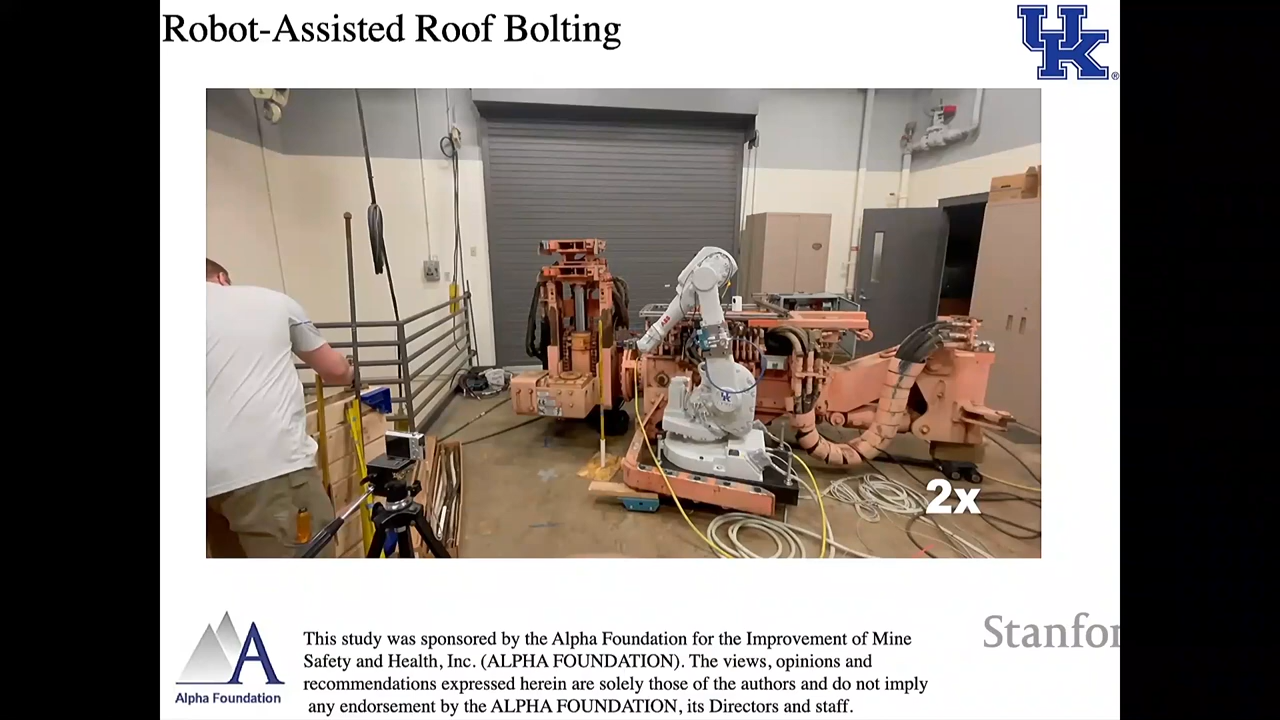 Robot-Assisted Roof Bolting
UK
2x
Alpha Foundation
This study was sponsored by the Alpha Foundation for the Improvement of Mine
Safety and Health, Inc. (ALPHA FOUNDATION). The views, opinions and
recommendations expressed herein are solely those of the authors and do not imply
any endorsement by the ALPHA FOUNDATION, its Directors and staff.
Stanfor